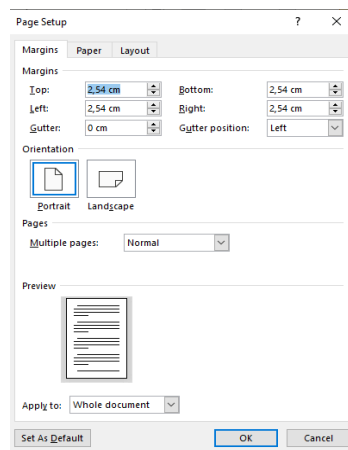 Page Setup ? ×
Margins Paper Layout
Margins
Top: 2,54 cm Bottom: 2,54 cm
Left: 2,54 cm Right: 2,54 cm
Gutter: 0 cm Gutter position: Left
Orientation
Portrait Landscape
Pages
Multiple pages: Normal
Preview
Apply to: Whole document
Set As Default OK Cancel